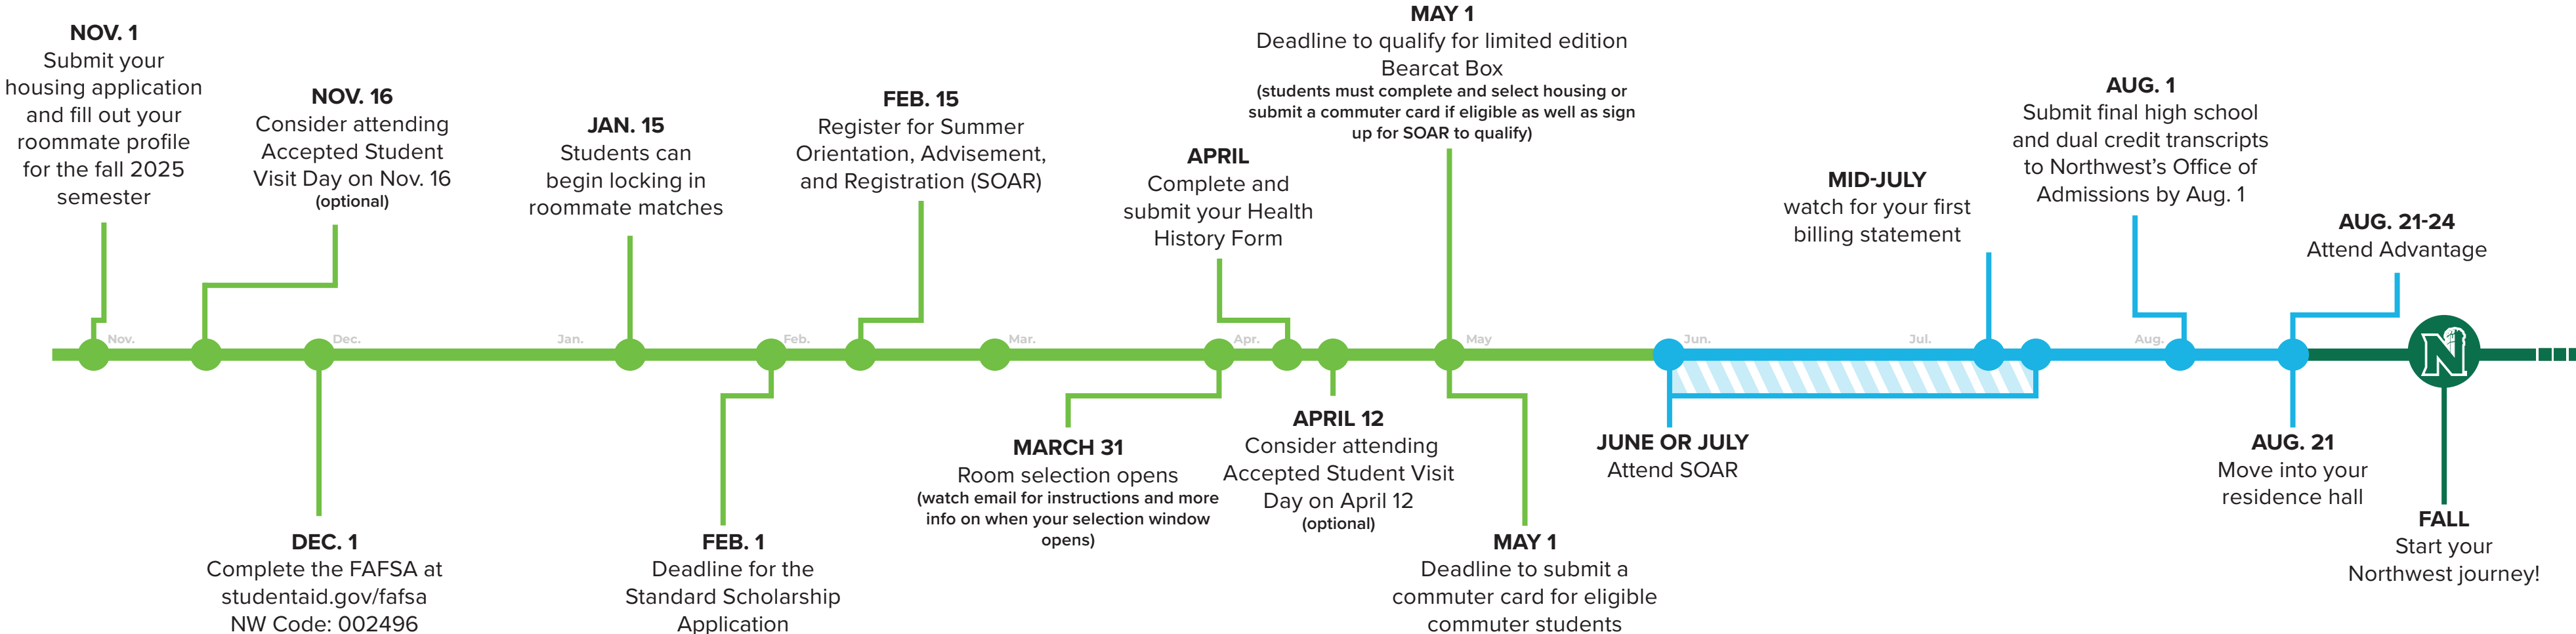 NOV. 1
Submit your
housing application
and fill out your
roommate profile
for the fall 2025
semester
NOV. 16
Consider attending
Accepted Student
Visit Day on Nov. 16
(optional)
JAN. 15
Students can
begin locking in
roommate matches
FEB. 15
Register for Summer
Orientation, Advisement,
and Registration (SOAR)
APRIL
Complete and
submit your Health
History Form
MAY 1
Deadline to qualify for limited edition
Bearcat Box
(students must complete and select housing or
submit a commuter card if eligible as well as sign
up for SOAR to qualify)
MID-JULY
watch for your first
billing statement
AUG. 1
Submit final high school
and dual credit transcripts
to Northwest's Office of
Admissions by Aug. 1
AUG. 21-24
Attend Advantage
Nov.
Dec.
Jan.
Feb.
Mar.
Apr.
May
Jun.
Jul.
Aug.
N
DEC. 1
Complete the FAFSA at
studentaid.gov/fafsa
NW Code: 002496
FEB. 1
Deadline for the
Standard Scholarship
Application
MARCH 31
Room selection opens
(watch email for instructions and more
info on when your selection window
opens)
APRIL 12
Consider attending
Accepted Student Visit
Day on April 12
(optional)
MAY 1
Deadline to submit a
commuter card for eligible
commuter students
JUNE OR JULY
Attend SOAR
AUG. 21
Move into your
residence hall
FALL
Start your
Northwest journey!